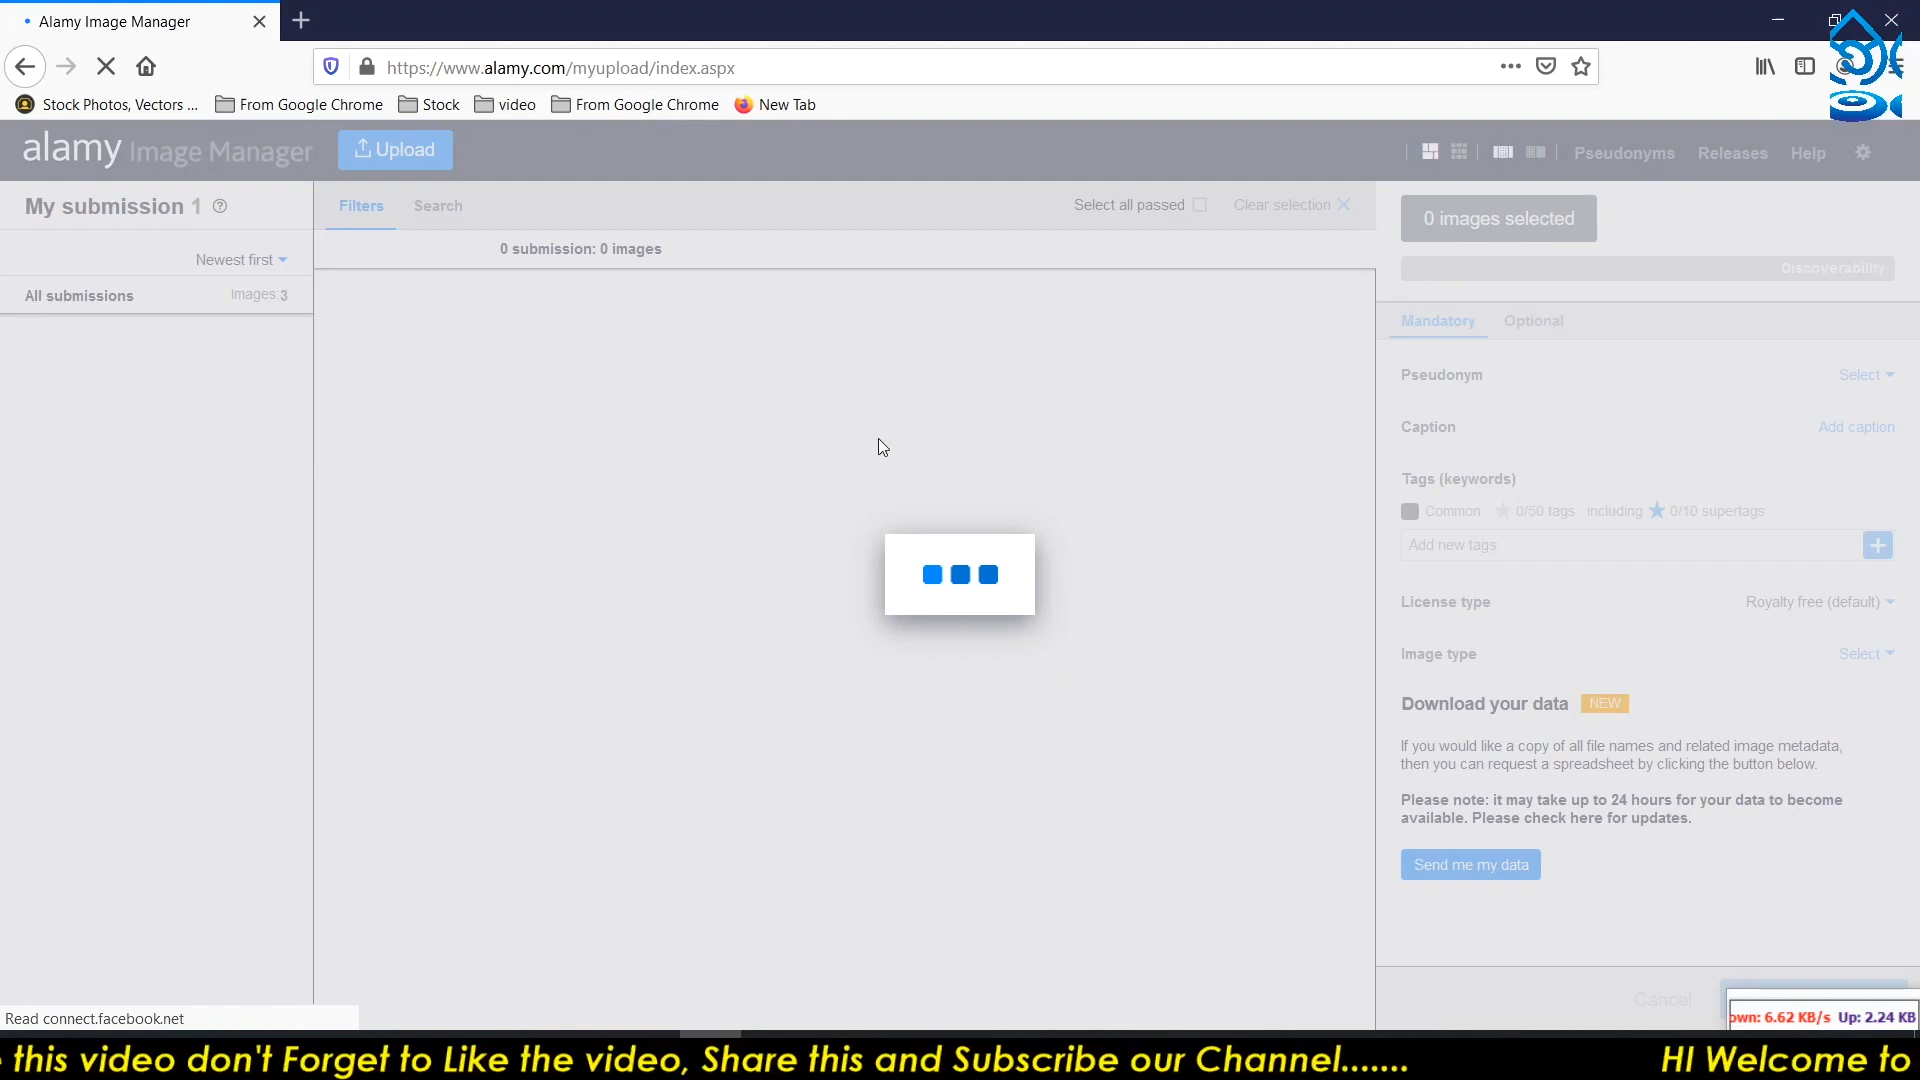 Alamy Image Manager
https://www.alamy.com/myupload/index.aspx
Stock Photos, Vectors ... From Google Chrome Stock video From Google Chrome New Tab
alamy Image Manager Upload Pseudonyms Releases Help
My submission 1 Filters Search Select all passed Clear selection 0 images selected
0 submission: 0 images
Newest first
Discoverability
All submissions Images:3
Mandatory Optional
Pseudonym Select
Caption Add caption
Tags (keywords)
Common 0/50 tags including 0/10 supertags
Add new tags
License type Royalty free (default)
Image type Select
Download your data NEW
If you would like a copy of all file names and related image metadata,
then you can request a spreadsheet by clicking the button below.
Please note: it may take up to 24 hours for your data to become
available. Please check here for updates.
Send me my data
Cancel
Read connect.facebook.net
own: 6.62 KB/s Up: 2.24 KB
this video don't Forget to Like the video, Share this and Subscribe our Channel....... HI Welcome to